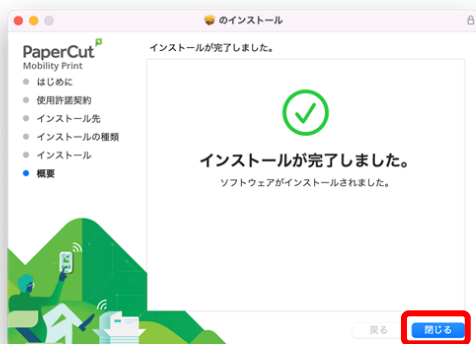 のインストール
PaperCut
Mobility Print
インストールが完了しました。
はじめに
使用許諾契約
インストール先
インストールの種類
インストール
概要
インストールが完了しました。
ソフトウェアがインストールされました。
戻る
閉じる